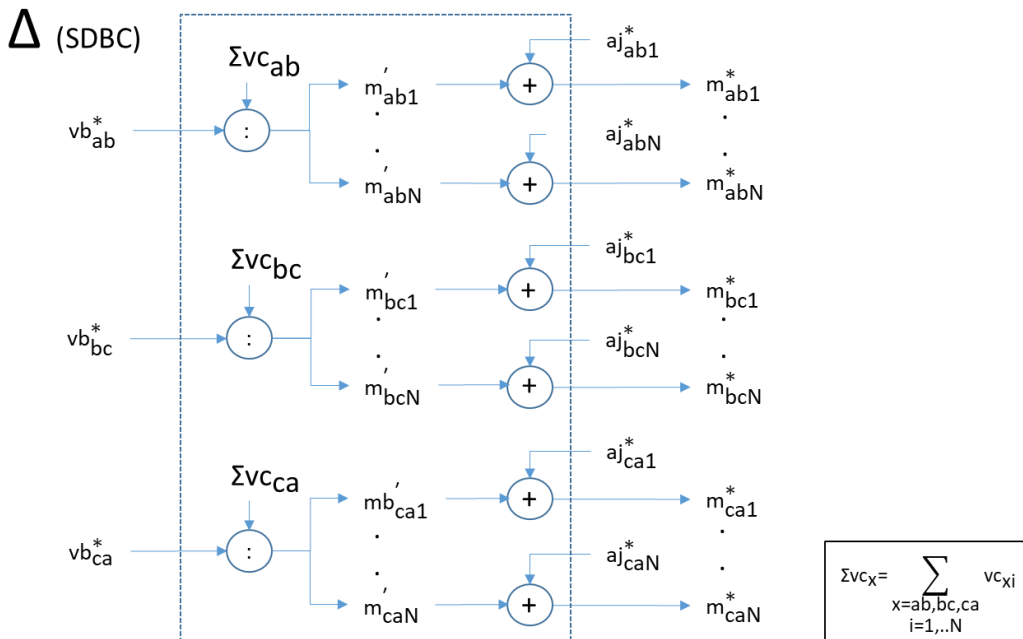 Δ (SDBC)
Σvc_ab
aj*_ab1
m'_ab1
+
m*_ab1
vb*_ab
:
.
.
aj*_abN
.
.
m'_abN
+
m*_abN
Σvc_bc
aj*_bc1
m'_bc1
+
m*_bc1
vb*_bc
:
.
.
aj*_bcN
.
.
m'_bcN
+
m*_bcN
Σvc_ca
aj*_ca1
mb'_ca1
+
m*_ca1
vb*_ca
:
.
.
aj*_caN
.
.
m'_caN
+
m*_caN
Σvc_x= ∑ vc_xi
x=ab,bc,ca
i=1,..N